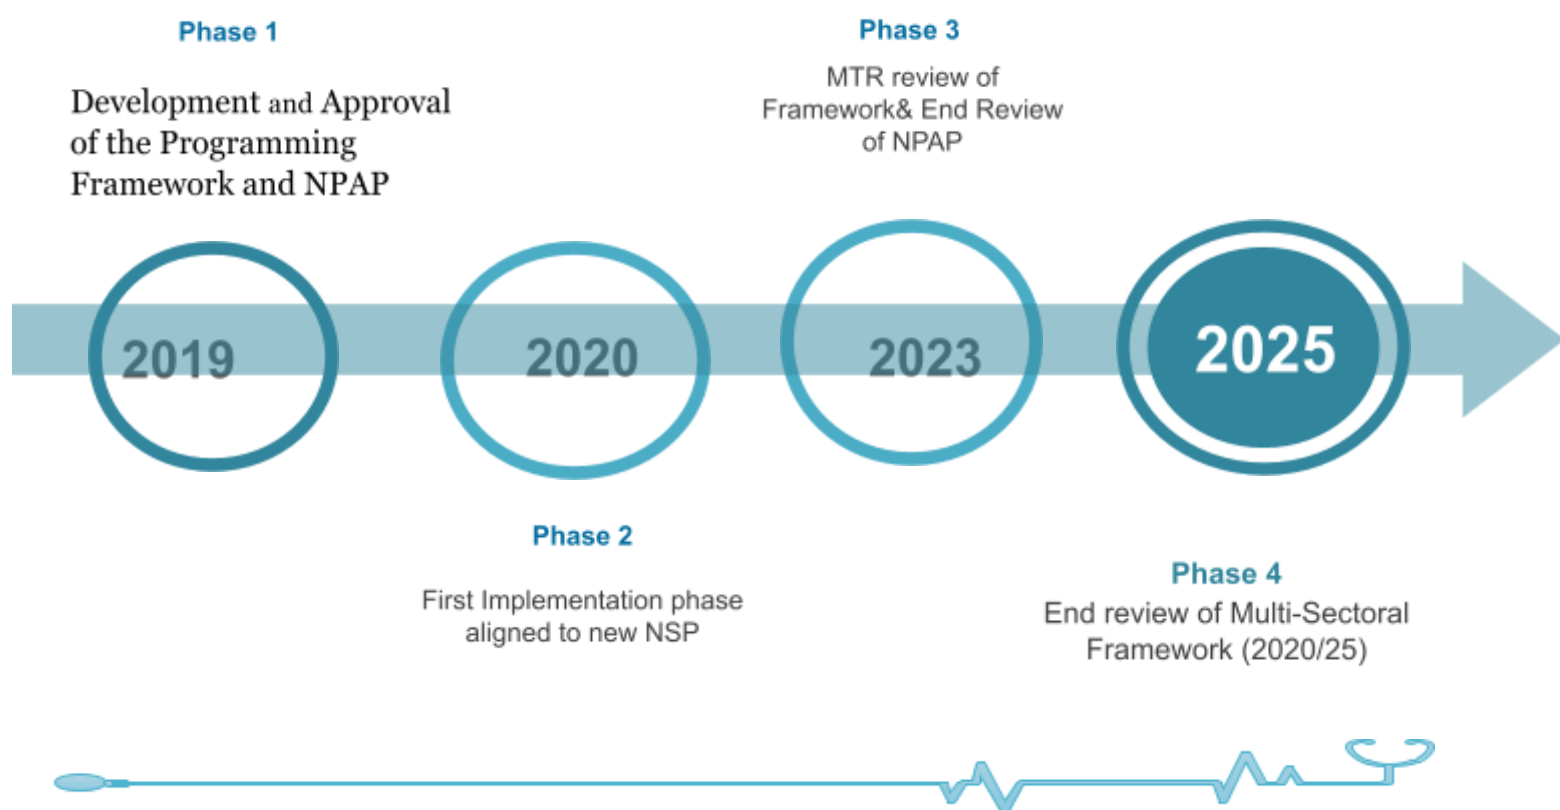 Phase 1
Development and Approval
of the Programming
Framework and NPAP
Phase 3
MTR review of
Framework& End Review
of NPAP
2019
2020
2023
2025
Phase 2
First Implementation phase
aligned to new NSP
Phase 4
End review of Multi-Sectoral
Framework (2020/25)